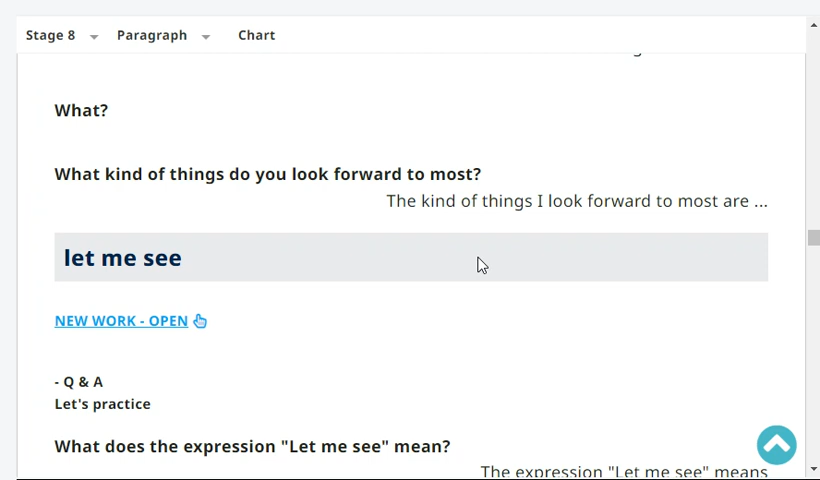 Stage 8 Paragraph Chart
What?
What kind of things do you look forward to most?
The kind of things I look forward to most are ...
let me see
NEW WORK - OPEN
- Q & A
Let's practice
What does the expression "Let me see" mean?
The expression "Let me see" means